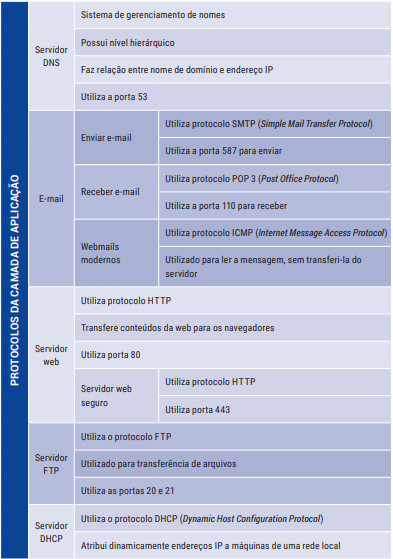 PROTOCOLOS DA CAMADA DE APLICAÇÃO
Servidor
DNS
Sistema de gerenciamento de nomes
Possui nível hierárquico
Faz relação entre nome de domínio e endereço IP
Utiliza a porta 53
E-mail
Enviar e-mail
Utiliza protocolo SMTP (Simple Mail Transfer Protocol)
Utiliza a porta 587 para enviar
Receber e-mail
Utiliza protocolo POP 3 (Post Office Protocol)
Utiliza a porta 110 para receber
Webmails
modernos
Utiliza protocolo ICMP (Internet Message Access Protocol)
Utilizado para ler a mensagem, sem transferi-la do
servidor
Servidor
web
Utiliza protocolo HTTP
Transfere conteúdos da web para os navegadores
Utiliza porta 80
Servidor web
seguro
Utiliza protocolo HTTP
Utiliza porta 443
Servidor
FTP
Utiliza o protocolo FTP
Utilizado para transferência de arquivos
Utiliza as portas 20 e 21
Servidor
DHCP
Utiliza o protocolo DHCP (Dynamic Host Configuration Protocol)
Atribui dinamicamente endereços IP a máquinas de uma rede local